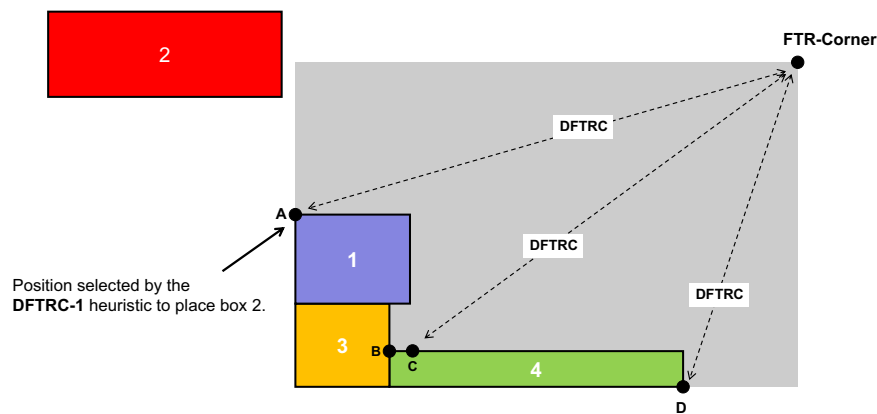 2
FTR-Corner
DFTRC
A
1
DFTRC
Position selected by the
DFTRC-1 heuristic to place box 2.
DFTRC
3
B
C
4
D